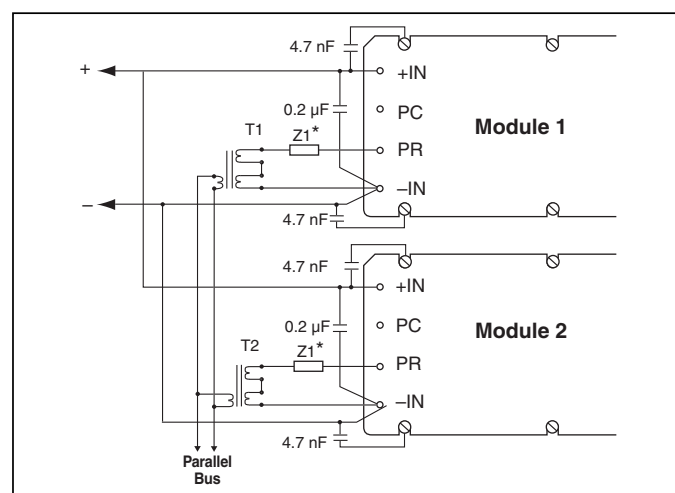 4.7 nF
+
+IN
0.2 µF
PC
T1
Z1*
Module 1
PR
–IN
–
4.7 nF
4.7 nF
+IN
0.2 µF
PC
T2
Z1*
Module 2
PR
–IN
4.7 nF
Parallel
Bus